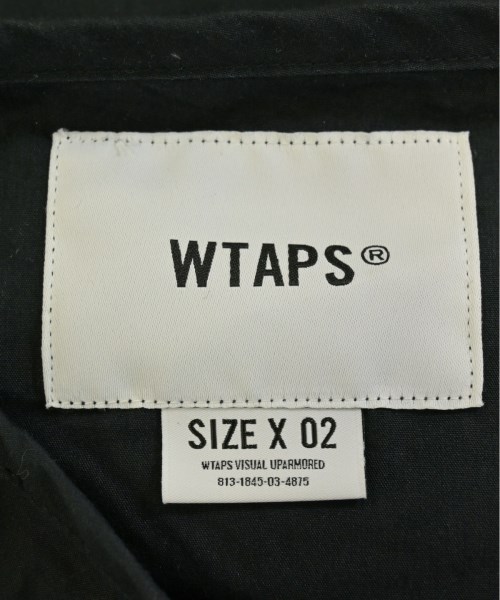 WTAPS®
SIZE X 02
WTAPS VISUAL UPARMORED
813-1845-03-4875